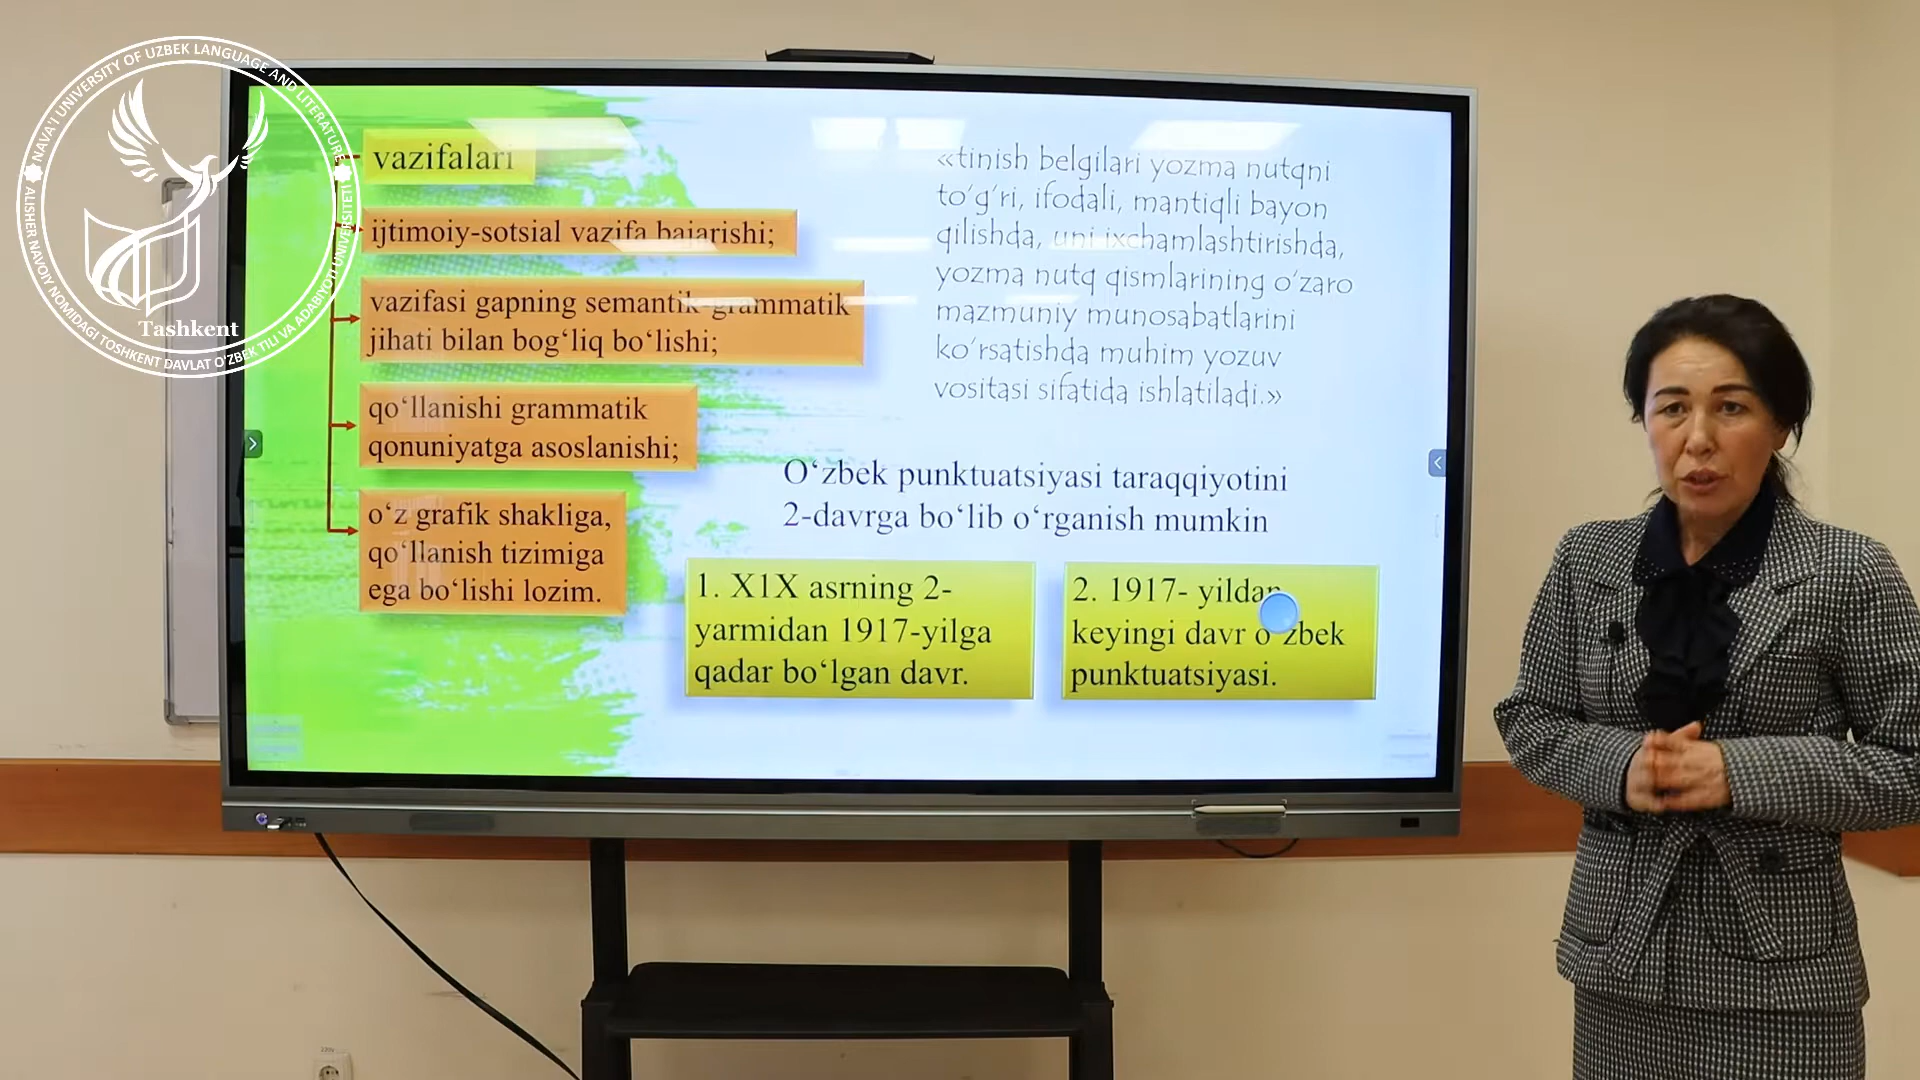 NAVA'I UNIVERSITY OF UZBEK LANGUAGE AND LITERATURE
ALISHER NAVOIY NOMIDAGI TOSHKENT DAVLAT O'ZBEK TILI VA ADABIYOTI UNIVERSITETI
Tashkent
vazifalari
ijtimoiy-sotsial vazifa bajarishi;
vazifasi gapning semantik-grammatik
jihati bilan bog‘liq bo‘lishi;
qo‘llanishi grammatik
qonuniyatga asoslanishi;
o‘z grafik shakliga,
qo‘llanish tizimiga
ega bo‘lishi lozim.
«tinish belgilari yozma nutqni
to‘g‘ri, ifodali, mantiqli bayon
qilishda, uni ixchamlashtirishda,
yozma nutq qismlarining o‘zaro
mazmuniy munosabatlarini
ko‘rsatishda muhim yozuv
vositasi sifatida ishlatiladi.»
O‘zbek punktuatsiyasi taraqqiyotini
2-davrga bo‘lib o‘rganish mumkin
1. X1X asrning 2-
yarmidan 1917-yilga
qadar bo‘lgan davr.
2. 1917- yildan
keyingi davr o‘zbek
punktuatsiyasi.
220V